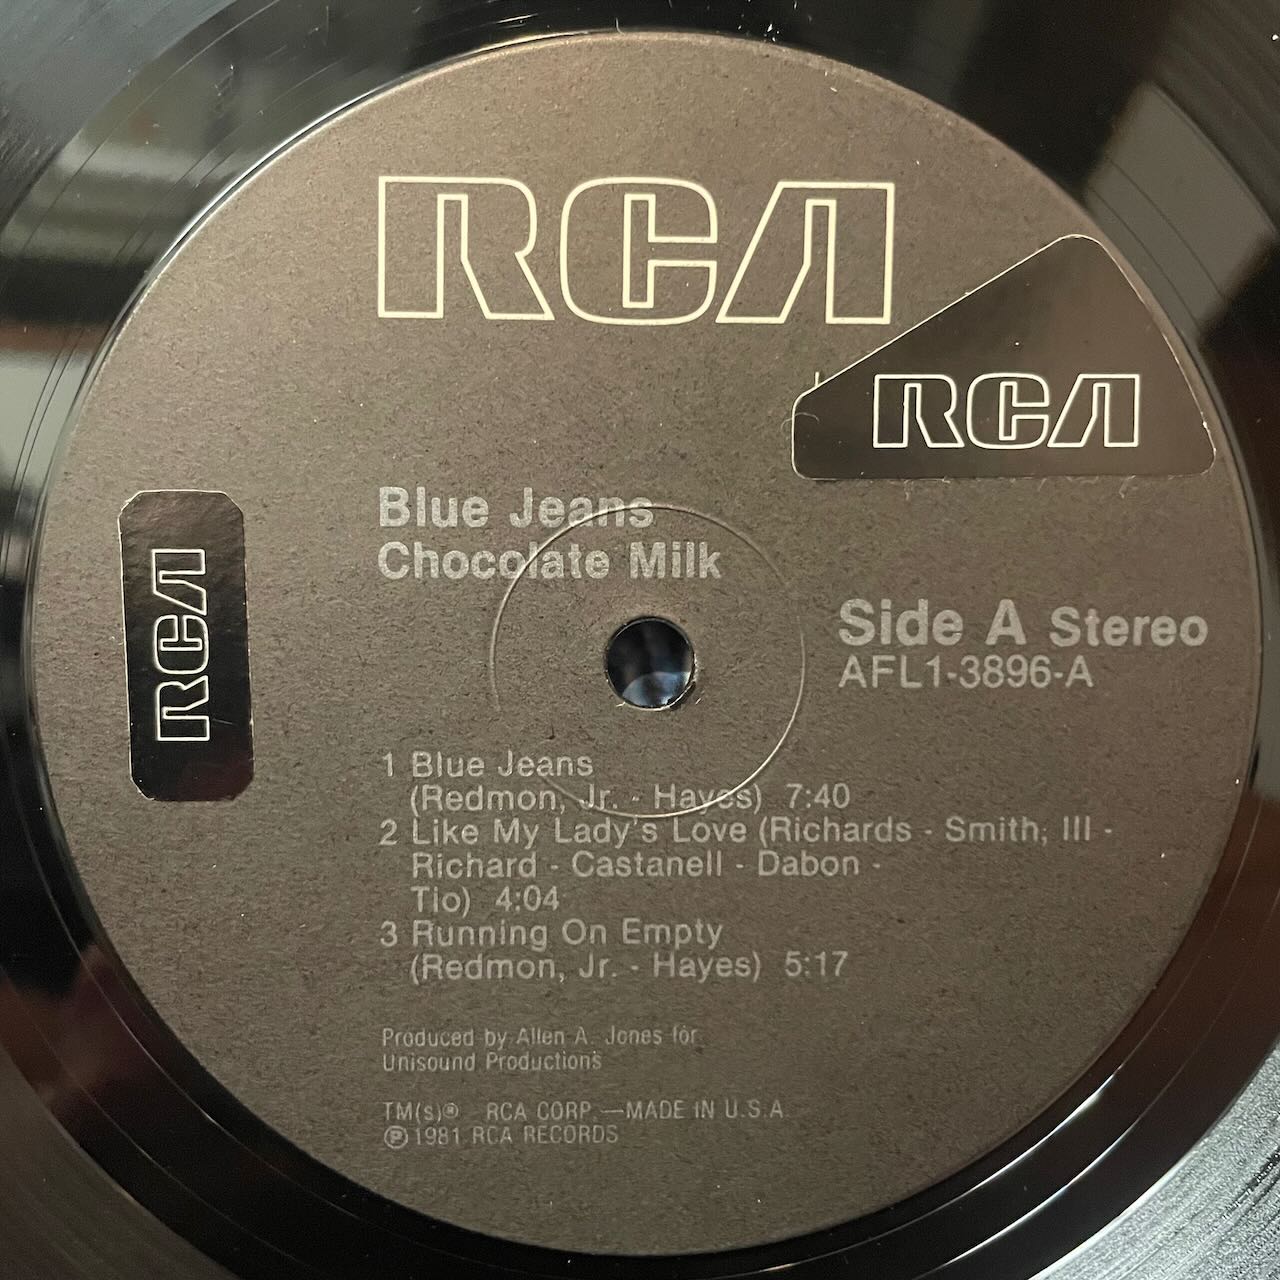 RCA
RCA
RCA
Blue Jeans
Chocolate Milk
Side A Stereo
AFL1-3896-A
1 Blue Jeans
(Redmon, Jr. - Hayes) 7:40
2 Like My Lady's Love (Richards - Smith, III -
Richard - Castanell - Dabon -
Tio) 4:04
3 Running On Empty
(Redmon, Jr. - Hayes) 5:17
Produced by Allen A. Jones for
Unisound Productions
TM(s)® RCA CORP.—MADE IN U.S.A.
℗ 1981 RCA RECORDS